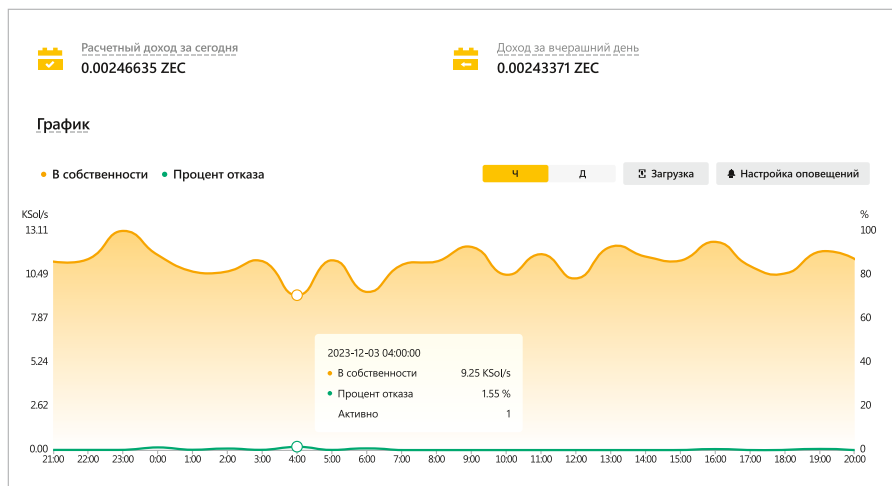 Расчетный доход за сегодня
0.00246635 ZEC
Доход за вчерашний день
0.00243371 ZEC
График
В собственности Процент отказа
Ч Д Загрузка Настройка оповещений
KSol/s %
13.11 100
10.49 80
7.87 60
5.24 40
2.62 20
0.00 0
2023-12-03 04:00:00
В собственности 9.25 KSol/s
Процент отказа 1.55 %
Активно 1
21:00 22:00 23:00 0:00 1:00 2:00 3:00 4:00 5:00 6:00 7:00 8:00 9:00 10:00 11:00 12:00 13:00 14:00 15:00 16:00 17:00 18:00 19:00 20:00